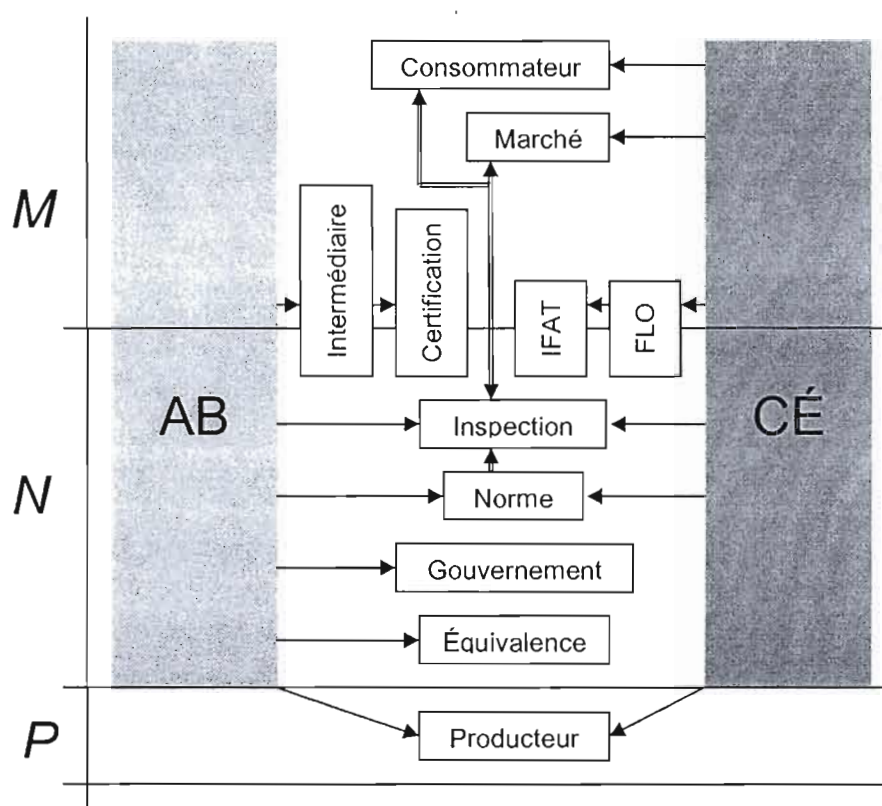 Consommateur
Marché
M
Intermédiaire
Certification
IFAT
FLO
AB
CÉ
Inspection
N
Norme
Gouvernement
Équivalence
P
Producteur